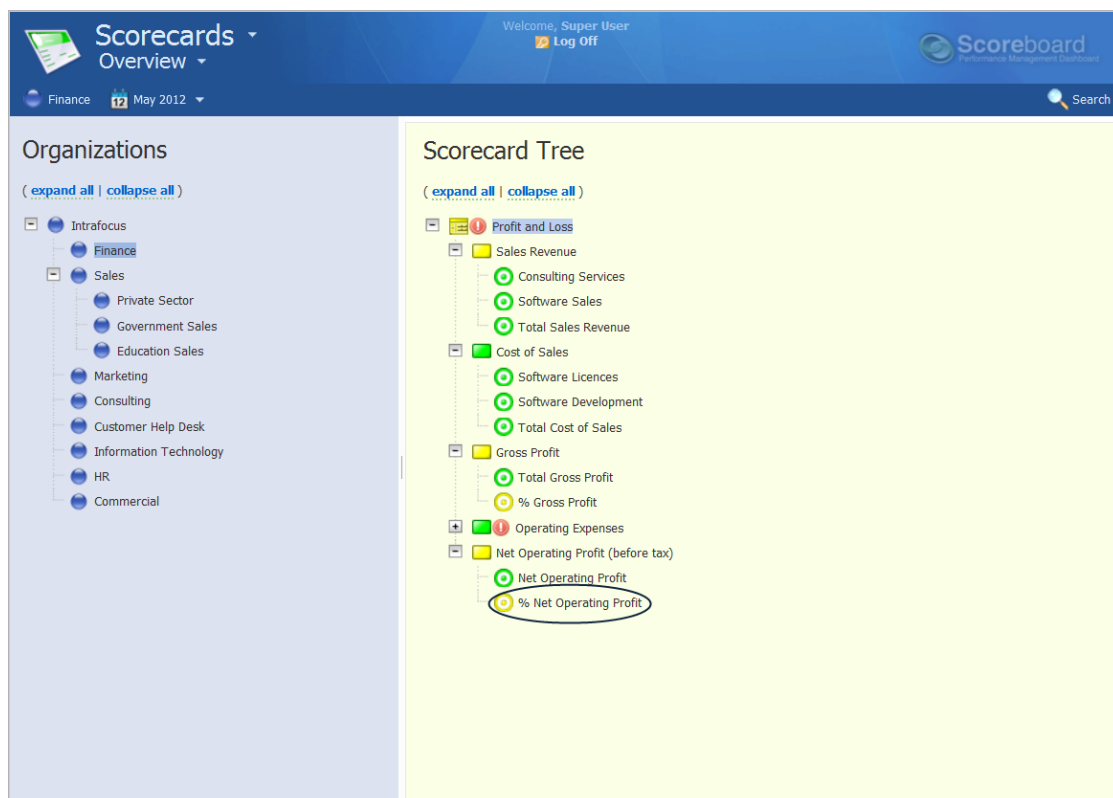 Scorecards
Overview
Welcome, Super User
Log Off
Scoreboard
Performance Management Dashboard
Finance
12
May 2012
Search
Organizations
( expand all | collapse all )
Intrafocus
Finance
Sales
Private Sector
Government Sales
Education Sales
Marketing
Consulting
Customer Help Desk
Information Technology
HR
Commercial
Scorecard Tree
( expand all | collapse all )
Profit and Loss
Sales Revenue
Consulting Services
Software Sales
Total Sales Revenue
Cost of Sales
Software Licences
Software Development
Total Cost of Sales
Gross Profit
Total Gross Profit
% Gross Profit
Operating Expenses
Net Operating Profit (before tax)
Net Operating Profit
% Net Operating Profit